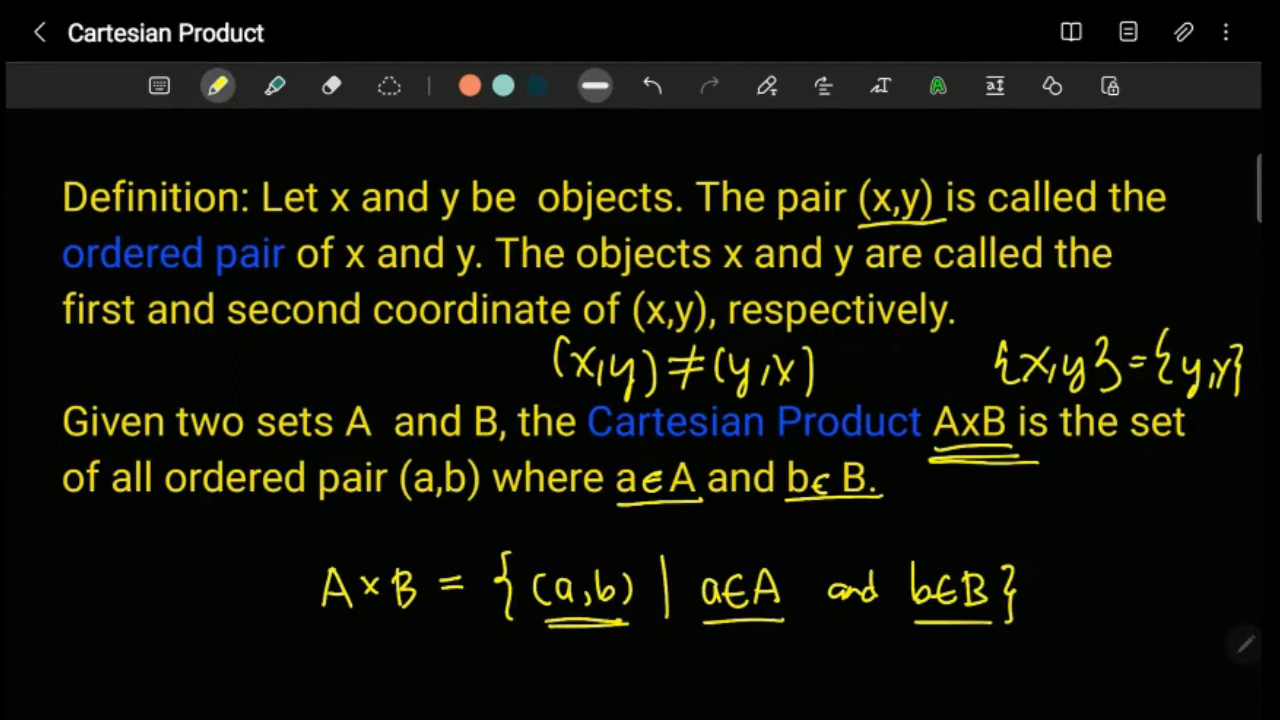 Cartesian Product
Definition: Let x and y be objects. The pair (x,y) is called the
ordered pair of x and y. The objects x and y are called the
first and second coordinate of (x,y), respectively.
(x,y) ≠ (y,x) {x,y} = {y,x}
Given two sets A and B, the Cartesian Product AxB is the set
of all ordered pair (a,b) where a∈A and b∈B.
A×B = {(a,b) | a∈A and b∈B}